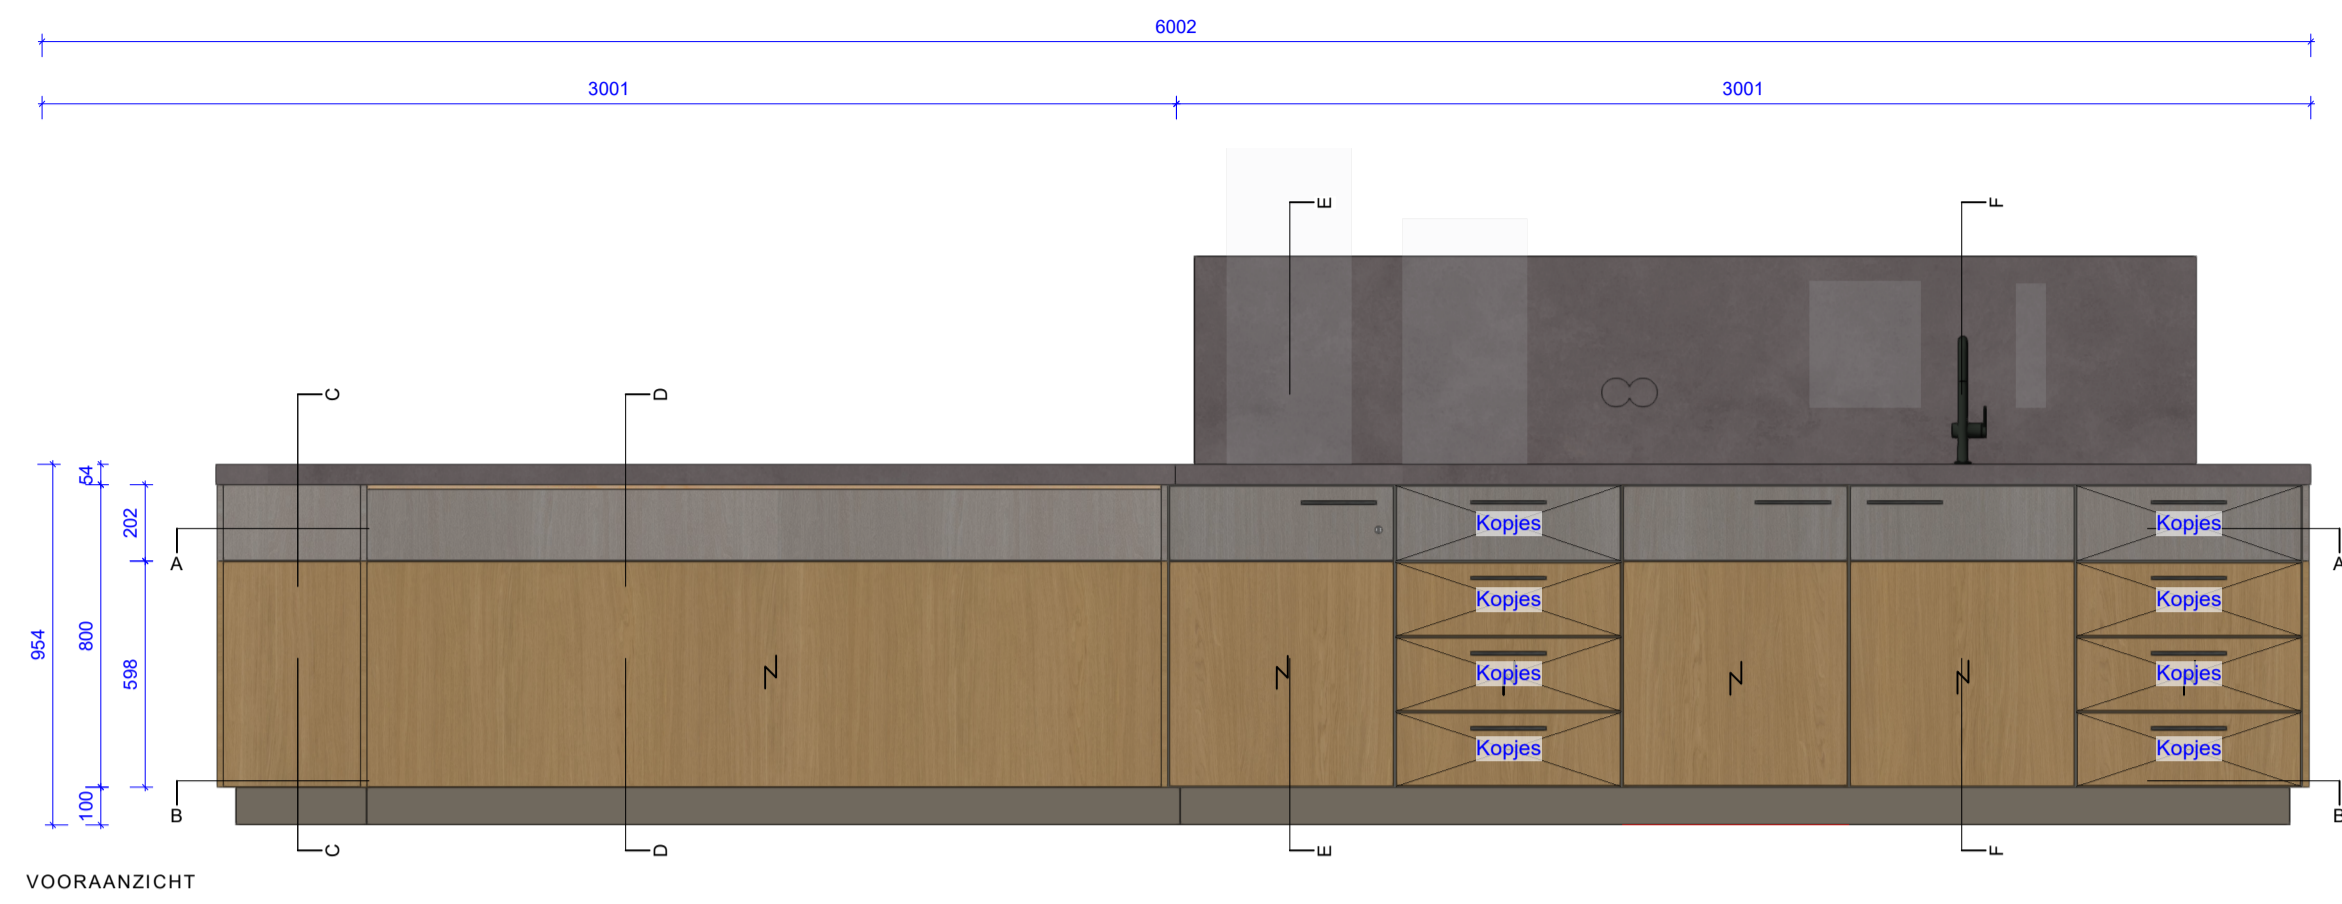 6002
3001 3001
E F
C D
54
202
A A
Kopjes Kopjes
Kopjes Kopjes
954 800 598
Kopjes Kopjes
Kopjes Kopjes
100
B B
C D E F
VOORAANZICHT